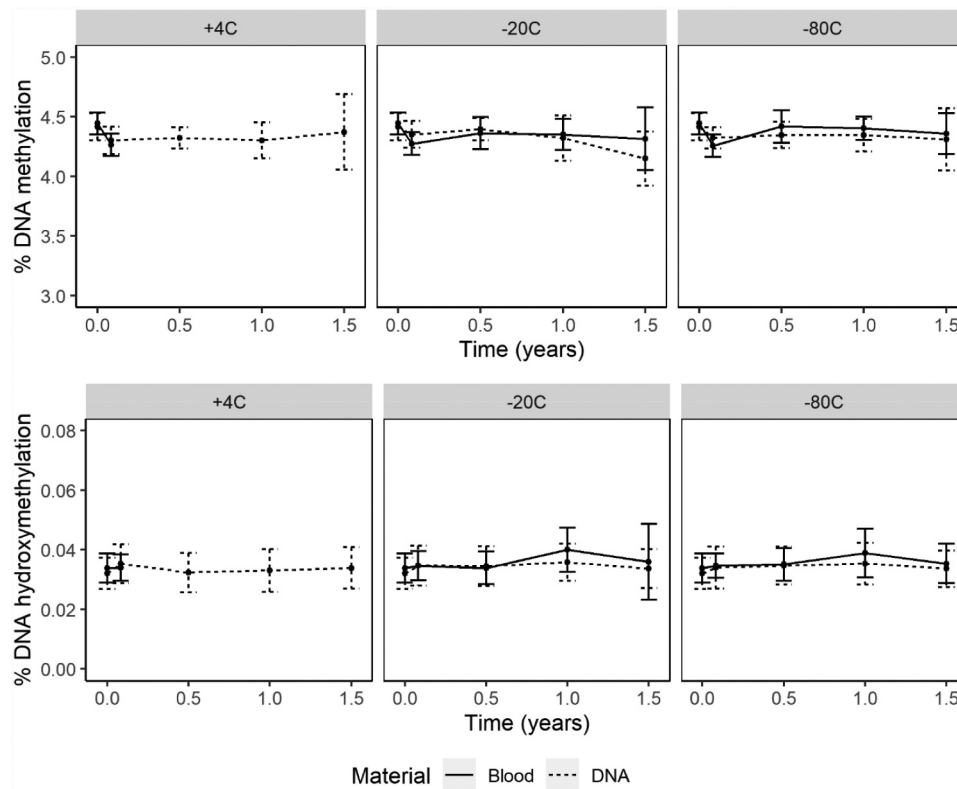 +4C -20C -80C
% DNA methylation
5.0
4.5
4.0
3.5
3.0
0.0 0.5 1.0 1.5 0.0 0.5 1.0 1.5 0.0 0.5 1.0 1.5
Time (years)
+4C -20C -80C
% DNA hydroxymethylation
0.08
0.06
0.04
0.02
0.00
0.0 0.5 1.0 1.5 0.0 0.5 1.0 1.5 0.0 0.5 1.0 1.5
Time (years)
Material Blood DNA